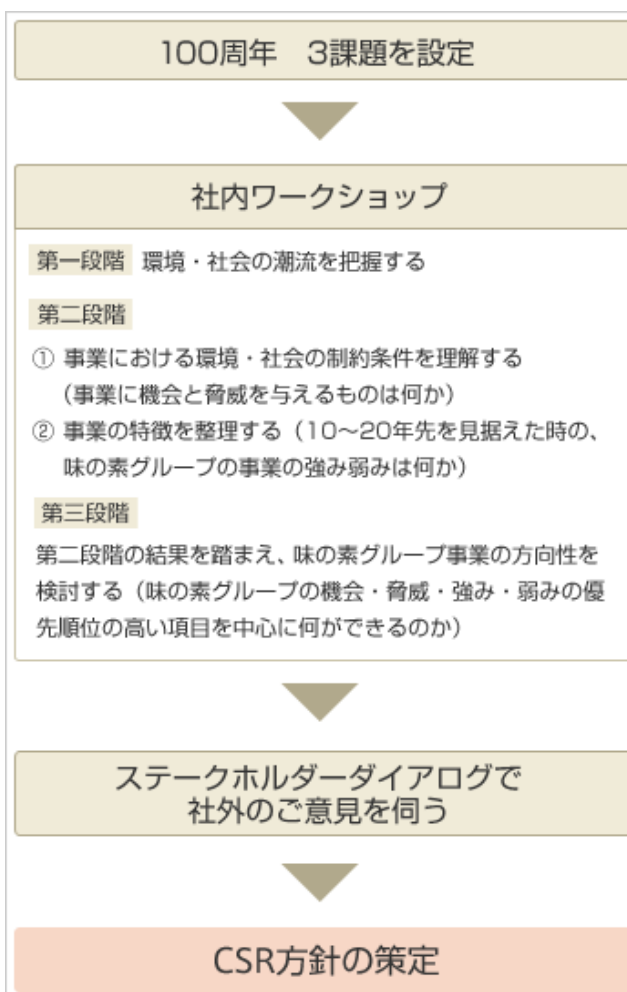 100周年　3課題を設定
社内ワークショップ
第一段階 環境・社会の潮流を把握する
第二段階
① 事業における環境・社会の制約条件を理解する
（事業に機会と脅威を与えるものは何か）
② 事業の特徴を整理する（10～20年先を見据えた時の、
味の素グループの事業の強み弱みは何か）
第三段階
第二段階の結果を踏まえ、味の素グループ事業の方向性を
検討する（味の素グループの機会・脅威・強み・弱みの優
先順位の高い項目を中心に何ができるのか）
ステークホルダーダイアログで
社外のご意見を伺う
CSR方針の策定